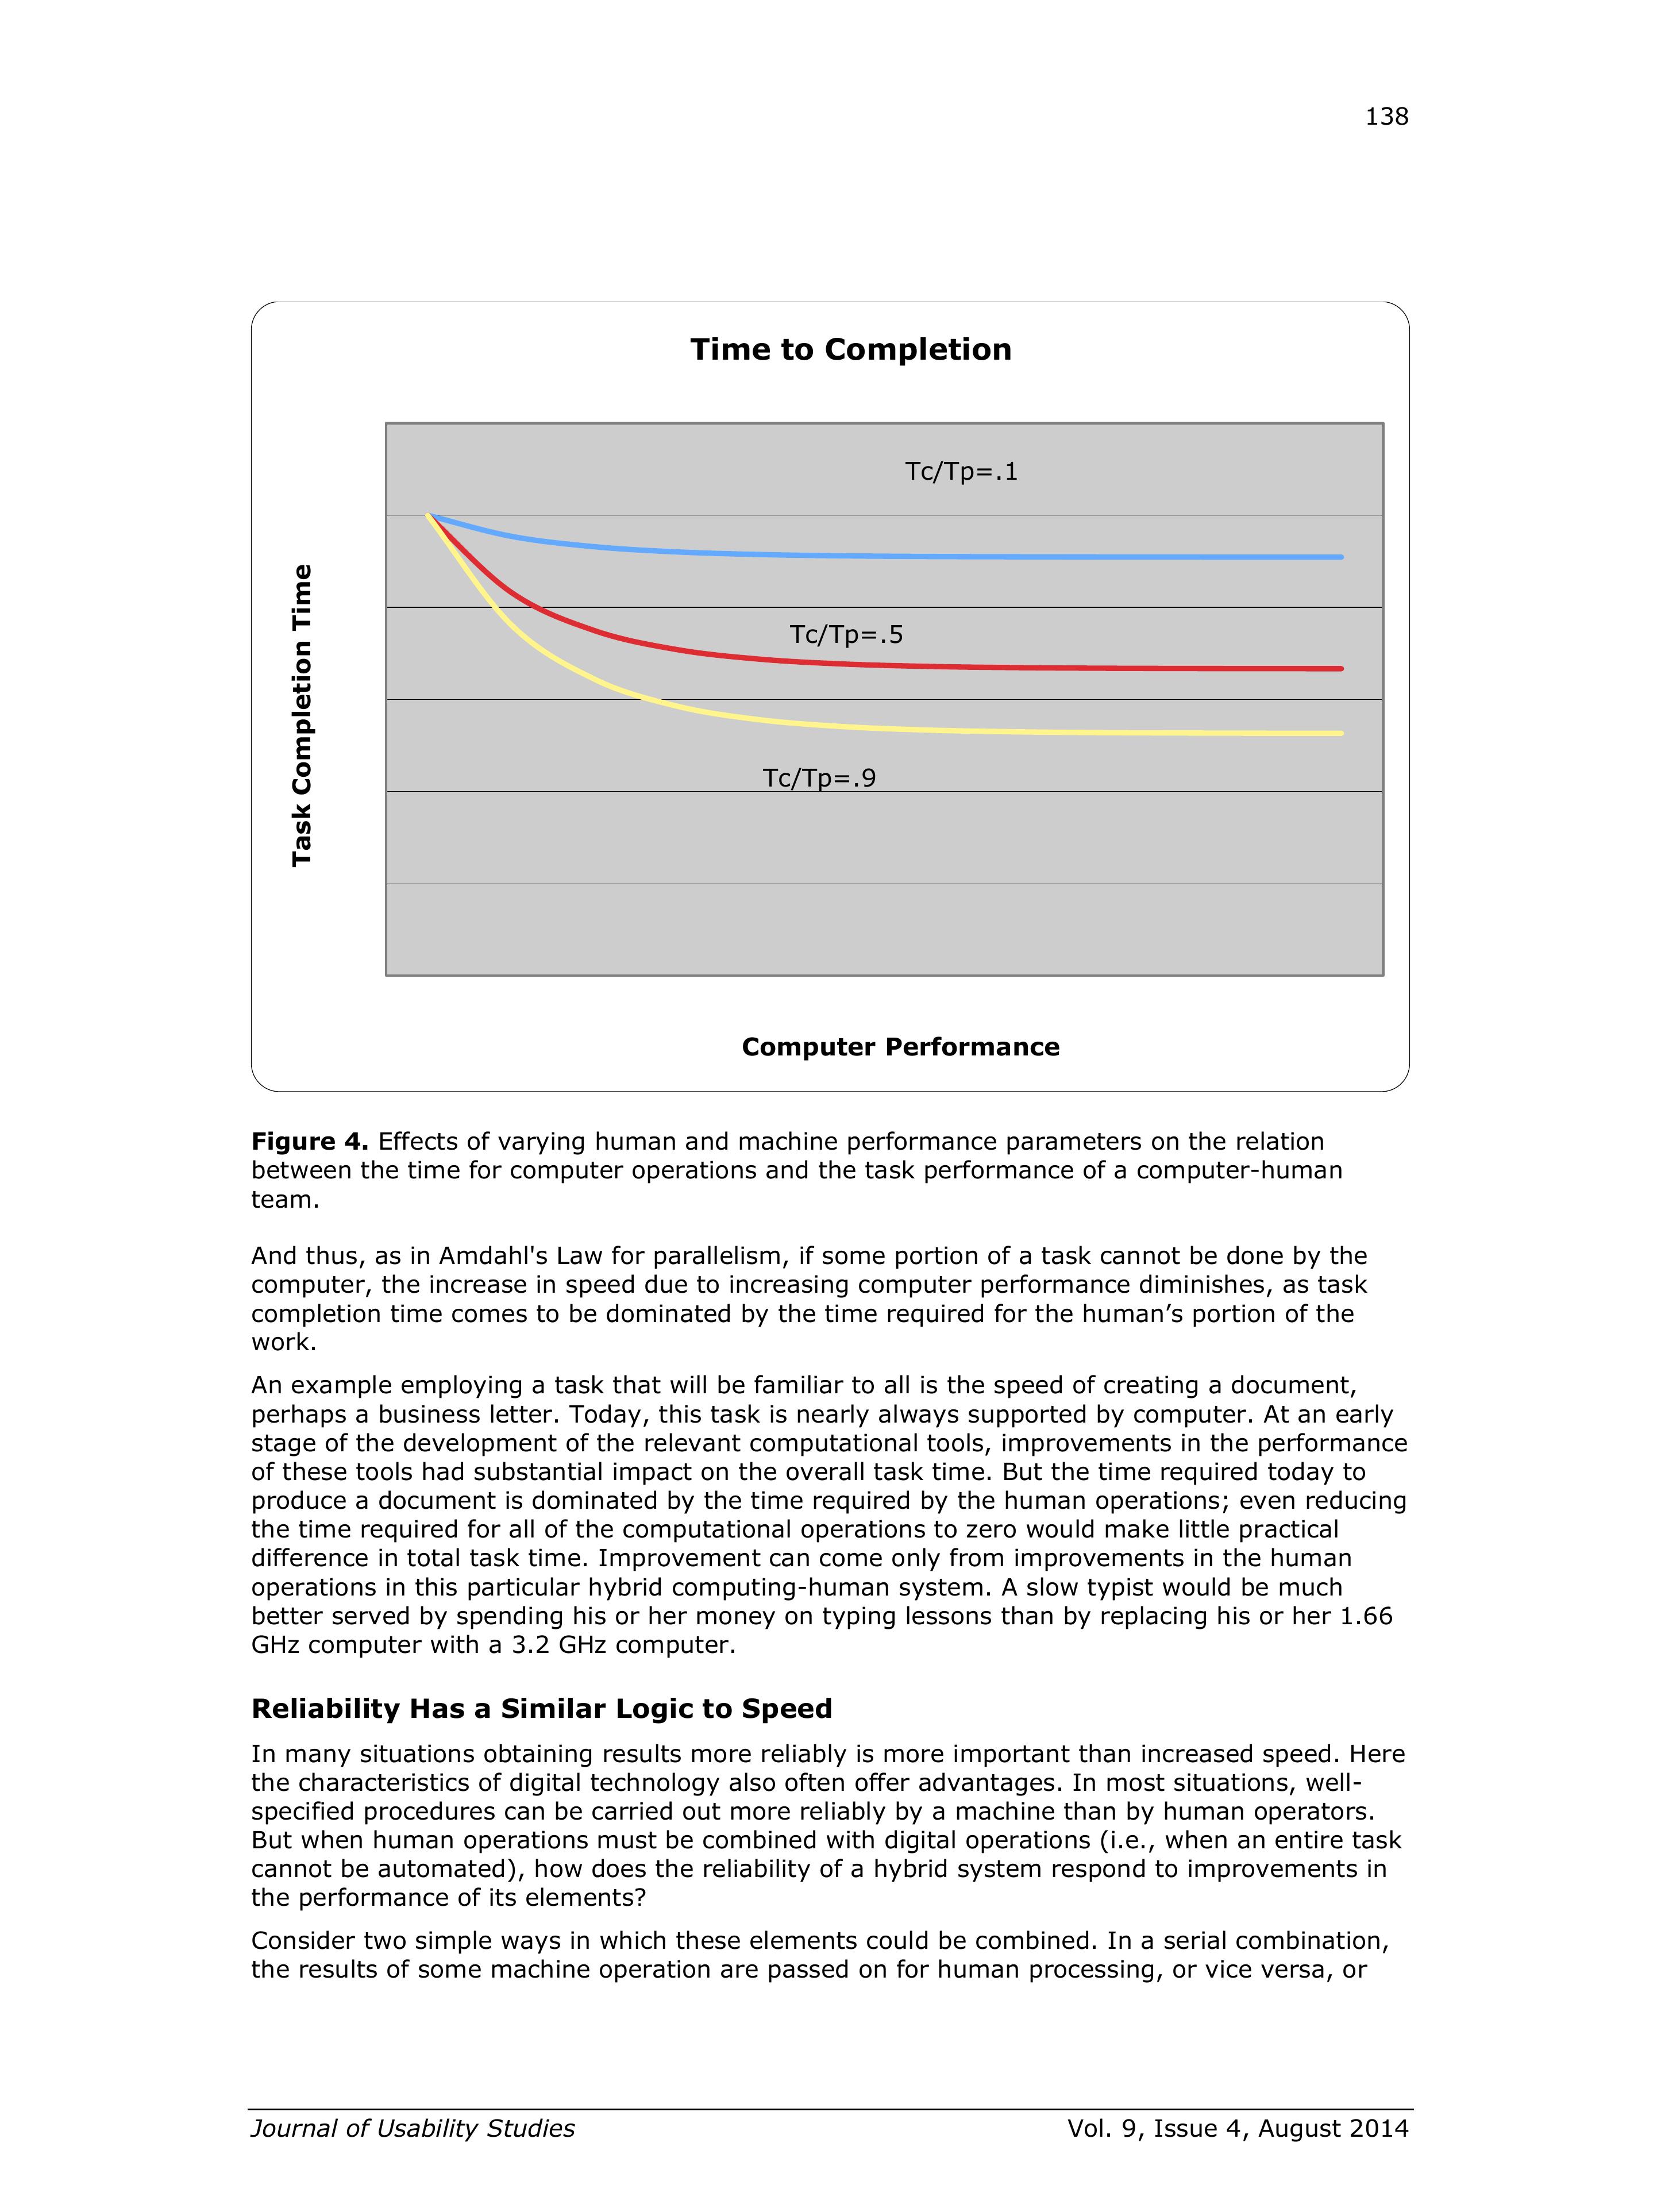 138
Time to Completion
Tc/Tp=.1
Tc/Tp=.5
Tc/Tp=.9
Task Completion Time
Computer Performance
Figure 4. Effects of varying human and machine performance parameters on the relation
between the time for computer operations and the task performance of a computer-human
team.
And thus, as in Amdahl's Law for parallelism, if some portion of a task cannot be done by the
computer, the increase in speed due to increasing computer performance diminishes, as task
completion time comes to be dominated by the time required for the human’s portion of the
work.
An example employing a task that will be familiar to all is the speed of creating a document,
perhaps a business letter. Today, this task is nearly always supported by computer. At an early
stage of the development of the relevant computational tools, improvements in the performance
of these tools had substantial impact on the overall task time. But the time required today to
produce a document is dominated by the time required by the human operations; even reducing
the time required for all of the computational operations to zero would make little practical
difference in total task time. Improvement can come only from improvements in the human
operations in this particular hybrid computing-human system. A slow typist would be much
better served by spending his or her money on typing lessons than by replacing his or her 1.66
GHz computer with a 3.2 GHz computer.
Reliability Has a Similar Logic to Speed
In many situations obtaining results more reliably is more important than increased speed. Here
the characteristics of digital technology also often offer advantages. In most situations, well-
specified procedures can be carried out more reliably by a machine than by human operators.
But when human operations must be combined with digital operations (i.e., when an entire task
cannot be automated), how does the reliability of a hybrid system respond to improvements in
the performance of its elements?
Consider two simple ways in which these elements could be combined. In a serial combination,
the results of some machine operation are passed on for human processing, or vice versa, or
Journal of Usability Studies
Vol. 9, Issue 4, August 2014